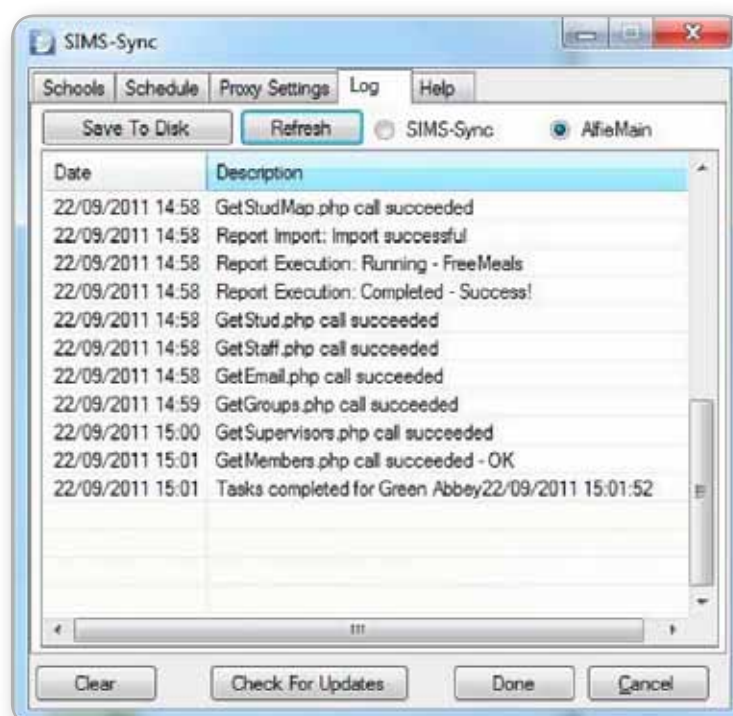 SIMS-Sync
Schools Schedule Proxy Settings Log Help
Save To Disk Refresh SIMS-Sync AlfieMain
Date Description
22/09/2011 14:58 GetStudMap.php call succeeded
22/09/2011 14:58 Report Import: Import successful
22/09/2011 14:58 Report Execution: Running - FreeMeals
22/09/2011 14:58 Report Execution: Completed - Success!
22/09/2011 14:58 GetStud.php call succeeded
22/09/2011 14:58 GetStaff.php call succeeded
22/09/2011 14:58 GetEmail.php call succeeded
22/09/2011 14:59 GetGroups.php call succeeded
22/09/2011 15:00 GetSupervisors.php call succeeded
22/09/2011 15:01 GetMembers.php call succeeded - OK
22/09/2011 15:01 Tasks completed for Green Abbey22/09/2011 15:01:52
Clear Check For Updates Done Cancel